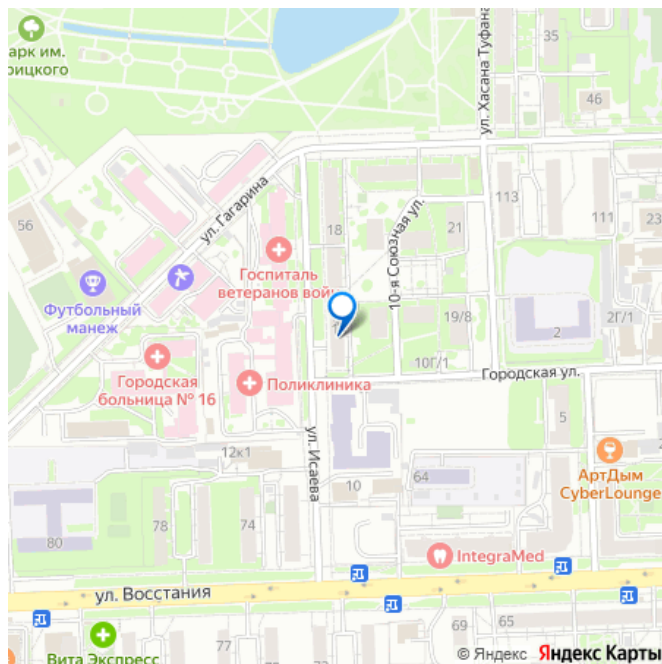 парк им.
рицкого
ул. Хасана Туфана
35
46
56
ул. Гагарина
18
10-я Союзная ул.
21
113
111
23
Госпиталь
ветеранов войн
Футбольный
манеж
19/8
2
2Г/1
10Г/1
Городская
больница № 16
Поликлиника
Городская ул.
5
ул. Исаева
12к1
10
64
АртДым
CyberLounge
80
78
74
IntegraMed
ул. Восстания
69
65
Вита Экспресс
© Яндекс Яндекс Карты